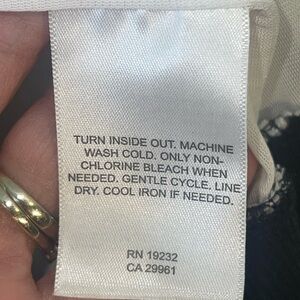 TURN INSIDE OUT. MACHINE
WASH COLD. ONLY NON-
CHLORINE BLEACH WHEN
NEEDED. GENTLE CYCLE. LINE
DRY. COOL IRON IF NEEDED.
RN 19232
CA 29961